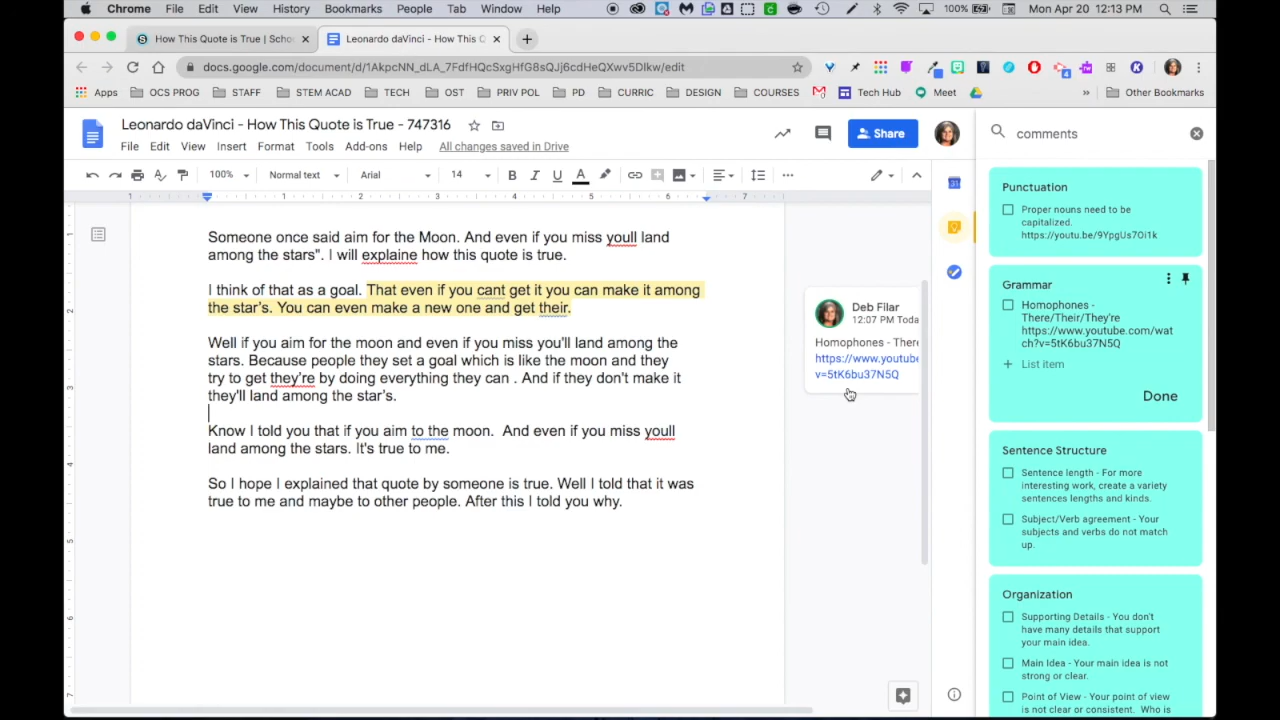 Chrome File Edit View History Bookmarks People Tab Window Help 100% Mon Apr 20 12:13 PM
How This Quote is True | Scho Leonardo daVinci - How This Q
docs.google.com/document/d/1AkpcNN_dLA_7FdfHQcSxgHfG8sQJj6cdHeQXwv5Dlkw/edit
Apps OCS PROG STAFF STEM ACAD TECH OST PRIV POL PD CURRIC DESIGN COURSES Tech Hub Meet » Other Bookmarks
Leonardo daVinci - How This Quote is True - 747316
Share
comments
File Edit View Insert Format Tools Add-ons Help All changes saved in Drive
100% Normal text Arial 14 B I U A
Someone once said aim for the Moon. And even if you miss youll land
among the stars". I will explaine how this quote is true.
I think of that as a goal. That even if you cant get it you can make it among
the star's. You can even make a new one and get their.
Well if you aim for the moon and even if you miss you'll land among the
stars. Because people they set a goal which is like the moon and they
try to get they're by doing everything they can . And if they don't make it
they'll land among the star's.
Know I told you that if you aim to the moon.  And even if you miss youll
land among the stars. It's true to me.
So I hope I explained that quote by someone is true. Well I told that it was
true to me and maybe to other people. After this I told you why.
Deb Filar
12:07 PM Toda
Homophones - There
https://www.youtube
v=5tK6bu37N5Q
Punctuation
Proper nouns need to be
capitalized.
https://youtu.be/9YpgUs7Oi1k
Grammar
Homophones -
There/Their/They're
https://www.youtube.com/wat
ch?v=5tK6bu37N5Q
+ List item
Done
Sentence Structure
Sentence length - For more
interesting work, create a variety
sentences lengths and kinds.
Subject/Verb agreement - Your
subjects and verbs do not match
up.
Organization
Supporting Details - You don't
have many details that support
your main idea.
Main Idea - Your main idea is not
strong or clear.
Point of View - Your point of view
is not clear or consistent. Who is